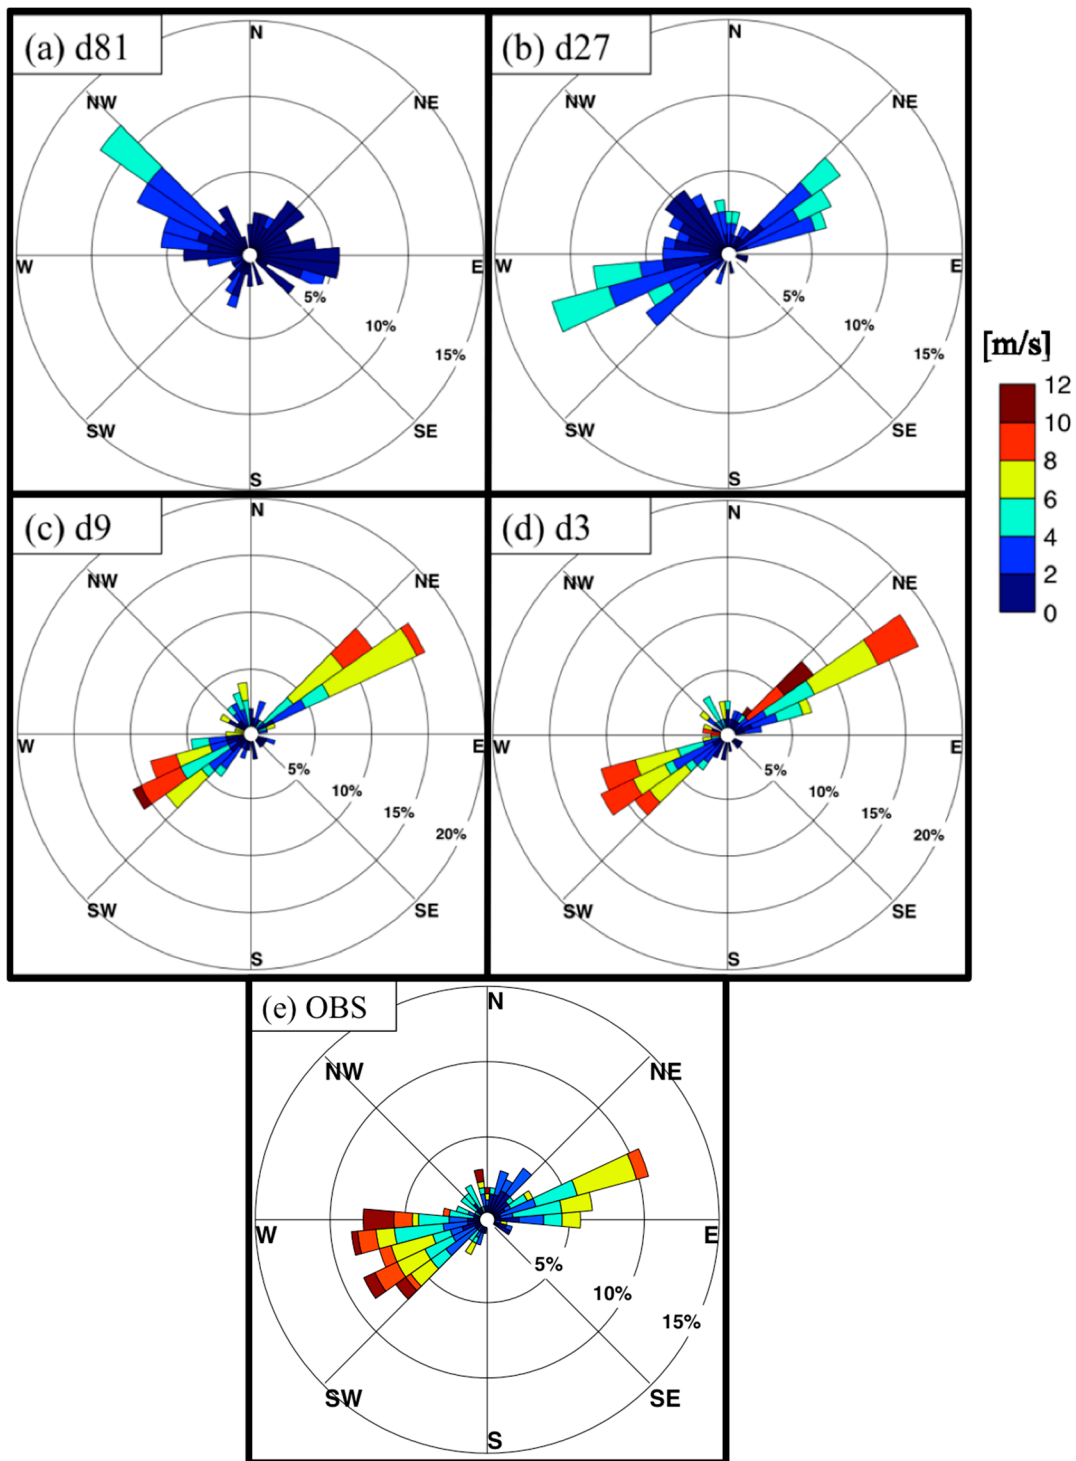 (a) d81
N
NW
NE
W
E
5%
10%
15%
SW
SE
S
(b) d27
N
NW
NE
W
E
5%
10%
15%
SW
SE
S
[m/s]
12
10
8
6
4
2
0
(c) d9
N
NW
NE
W
E
5%
10%
15%
20%
SW
SE
S
(d) d3
N
NW
NE
W
E
5%
10%
15%
20%
SW
SE
S
(e) OBS
N
NW
NE
W
E
5%
10%
15%
SW
SE
S